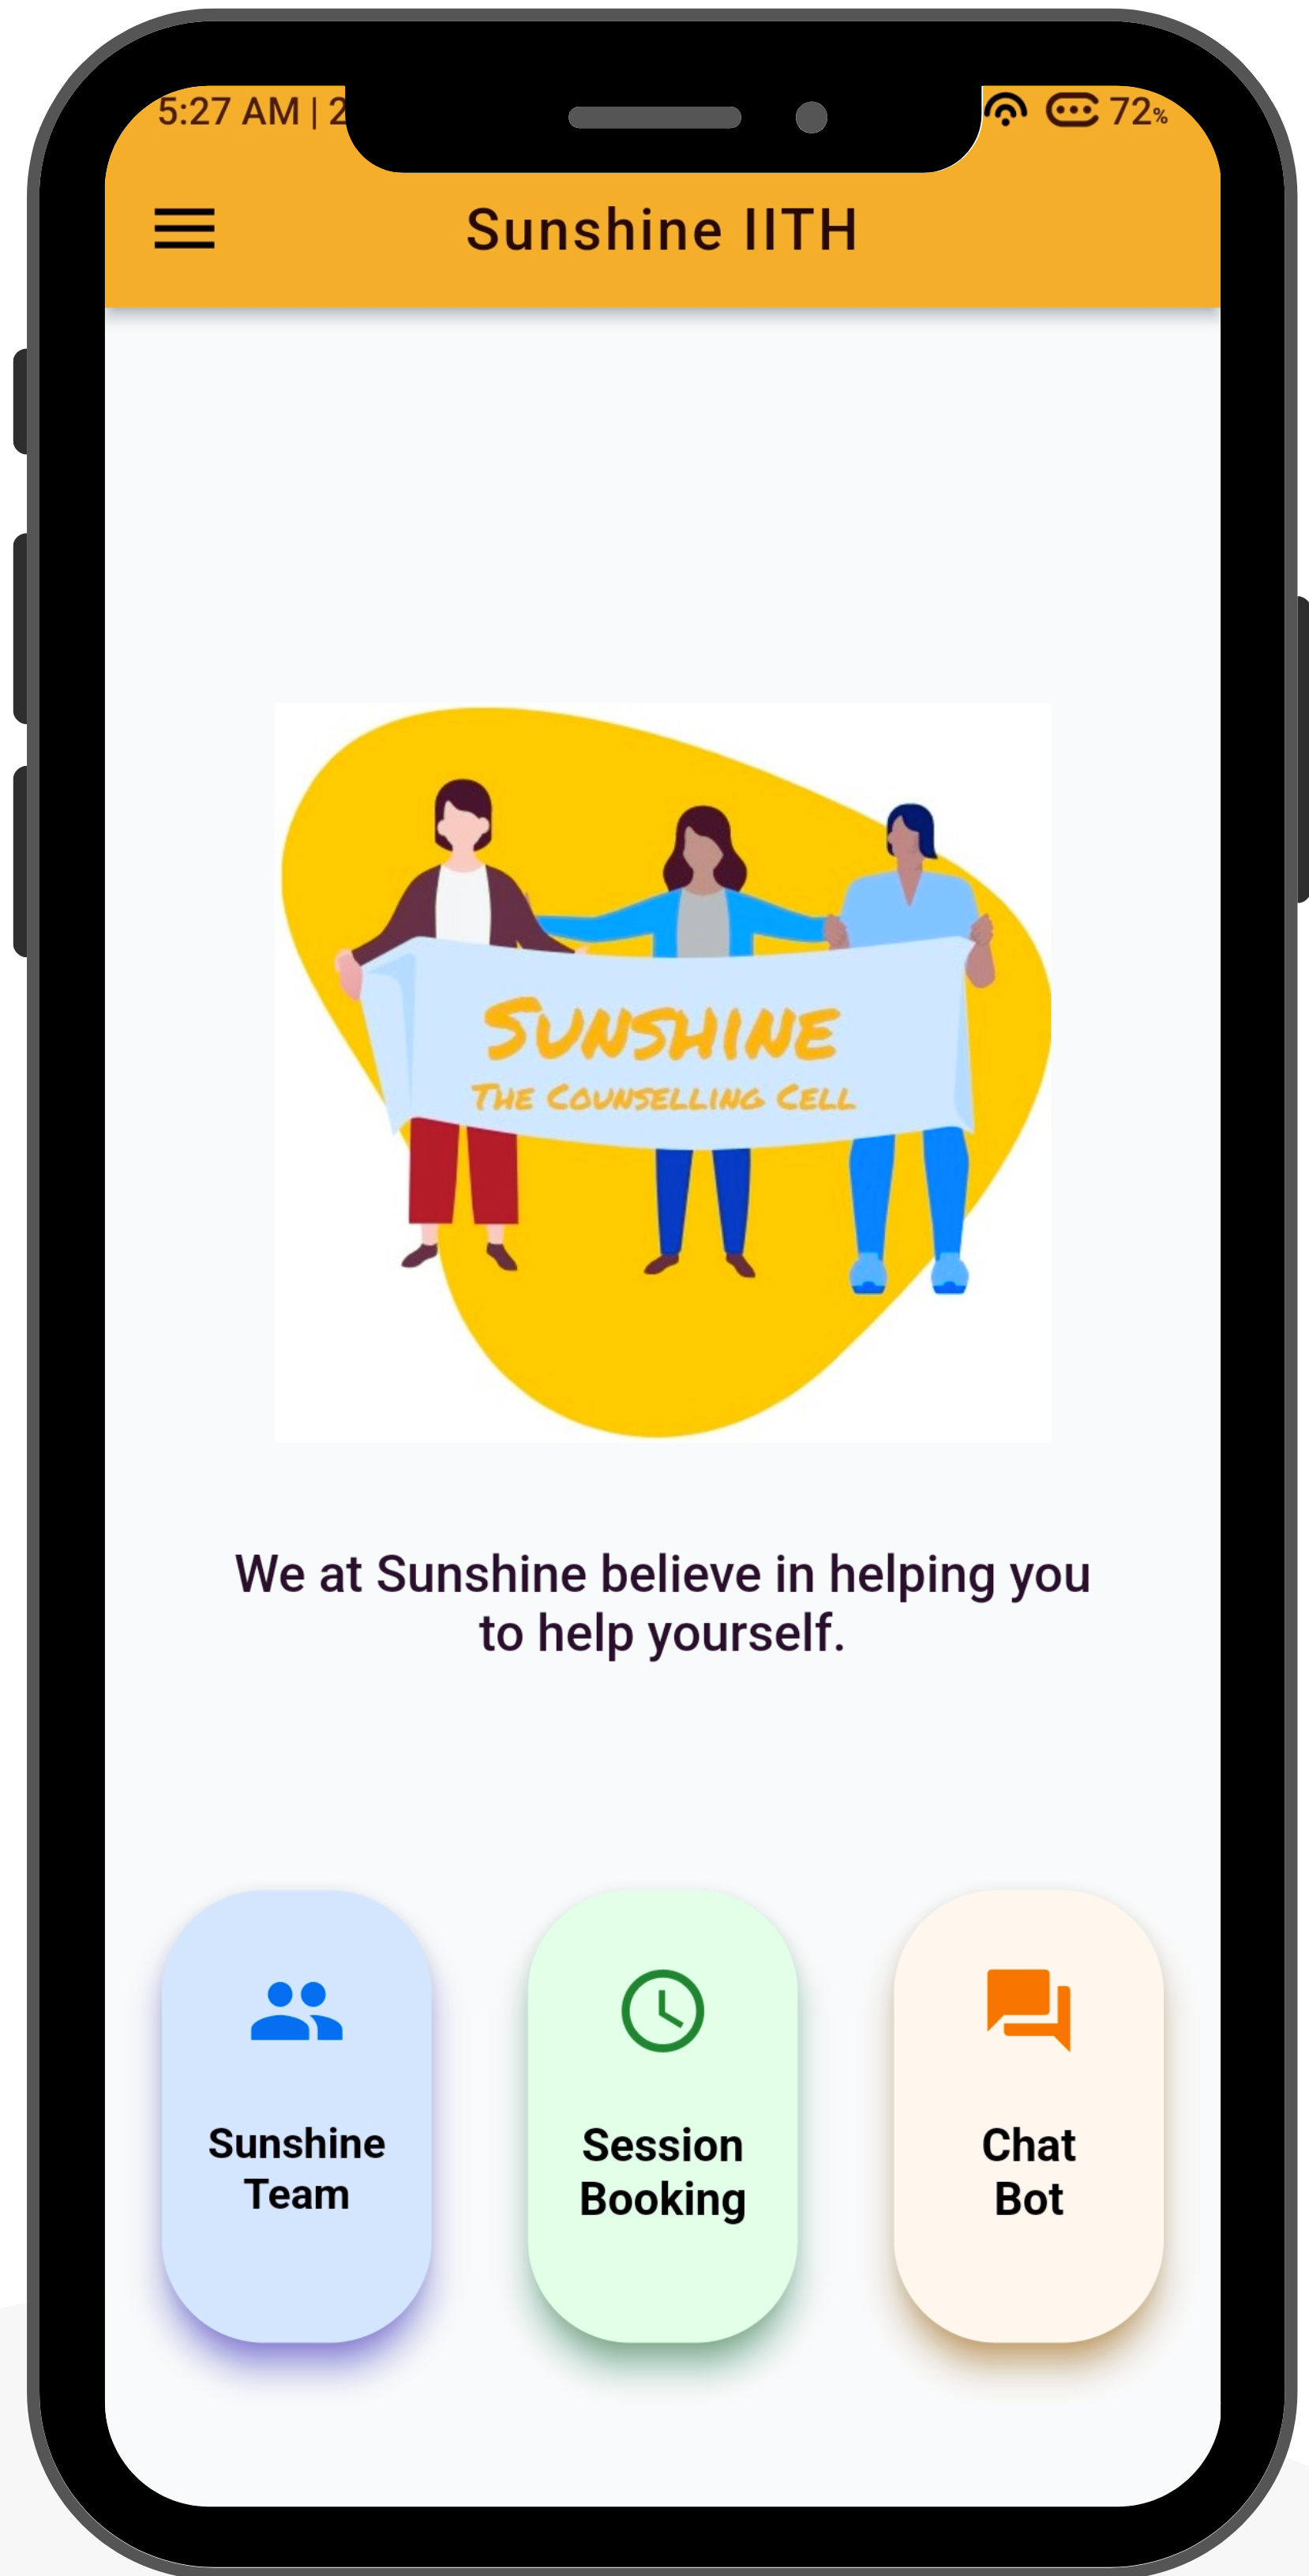 5:27 AM | 2
72%
Sunshine IITH
SUNSHINE
THE COUNSELLING CELL
We at Sunshine believe in helping you
to help yourself.
Sunshine
Team
Session
Booking
Chat
Bot